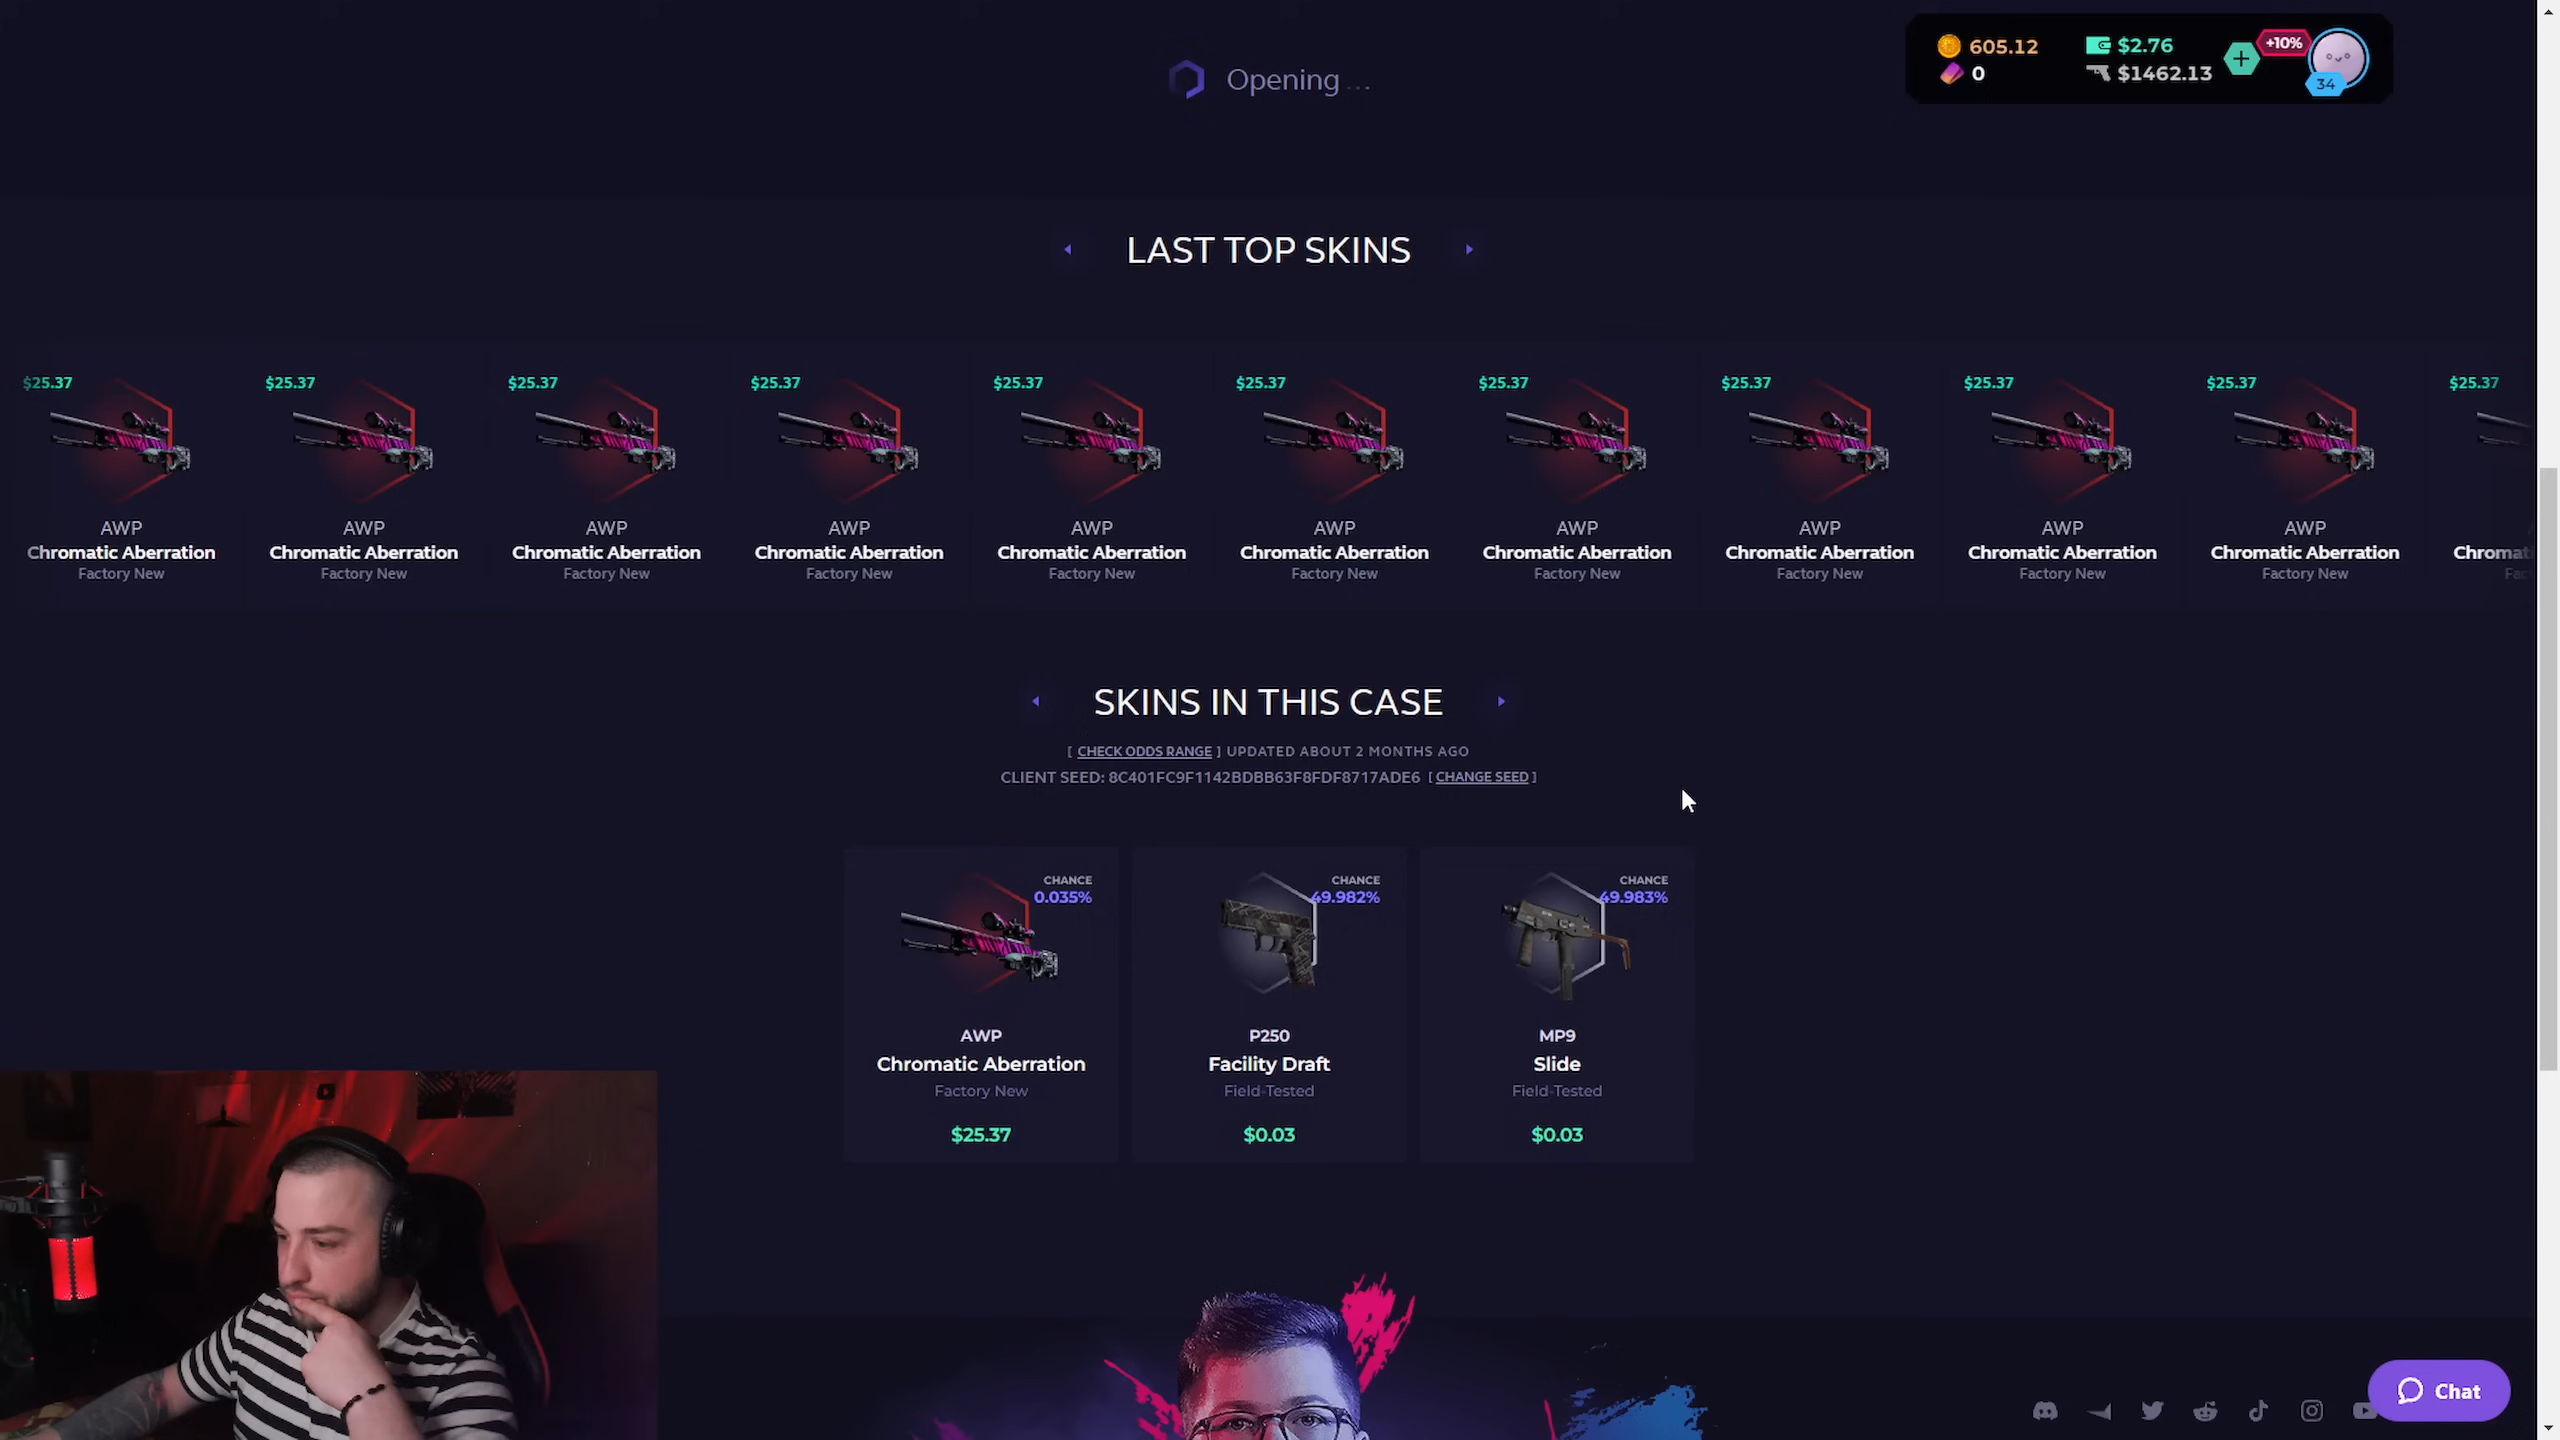 605.12
$2.76
+10%
0
$1462.13
34
Opening ...
LAST TOP SKINS
$25.37 $25.37 $25.37 $25.37 $25.37 $25.37 $25.37 $25.37 $25.37 $25.37 $25.37
AWP AWP AWP AWP AWP AWP AWP AWP AWP AWP
Chromatic Aberration Chromatic Aberration Chromatic Aberration Chromatic Aberration Chromatic Aberration Chromatic Aberration Chromatic Aberration Chromatic Aberration Chromatic Aberration Chromatic Aberration Chromat
Factory New Factory New Factory New Factory New Factory New Factory New Factory New Factory New Factory New Factory New Fac
SKINS IN THIS CASE
[ CHECK ODDS RANGE ] UPDATED ABOUT 2 MONTHS AGO
CLIENT SEED: 8C401FC9F1142BDBB63F8FDF8717ADE6 [ CHANGE SEED ]
CHANCE
0.035%
AWP
Chromatic Aberration
Factory New
$25.37
CHANCE
49.982%
P250
Facility Draft
Field-Tested
$0.03
CHANCE
49.983%
MP9
Slide
Field-Tested
$0.03
Chat